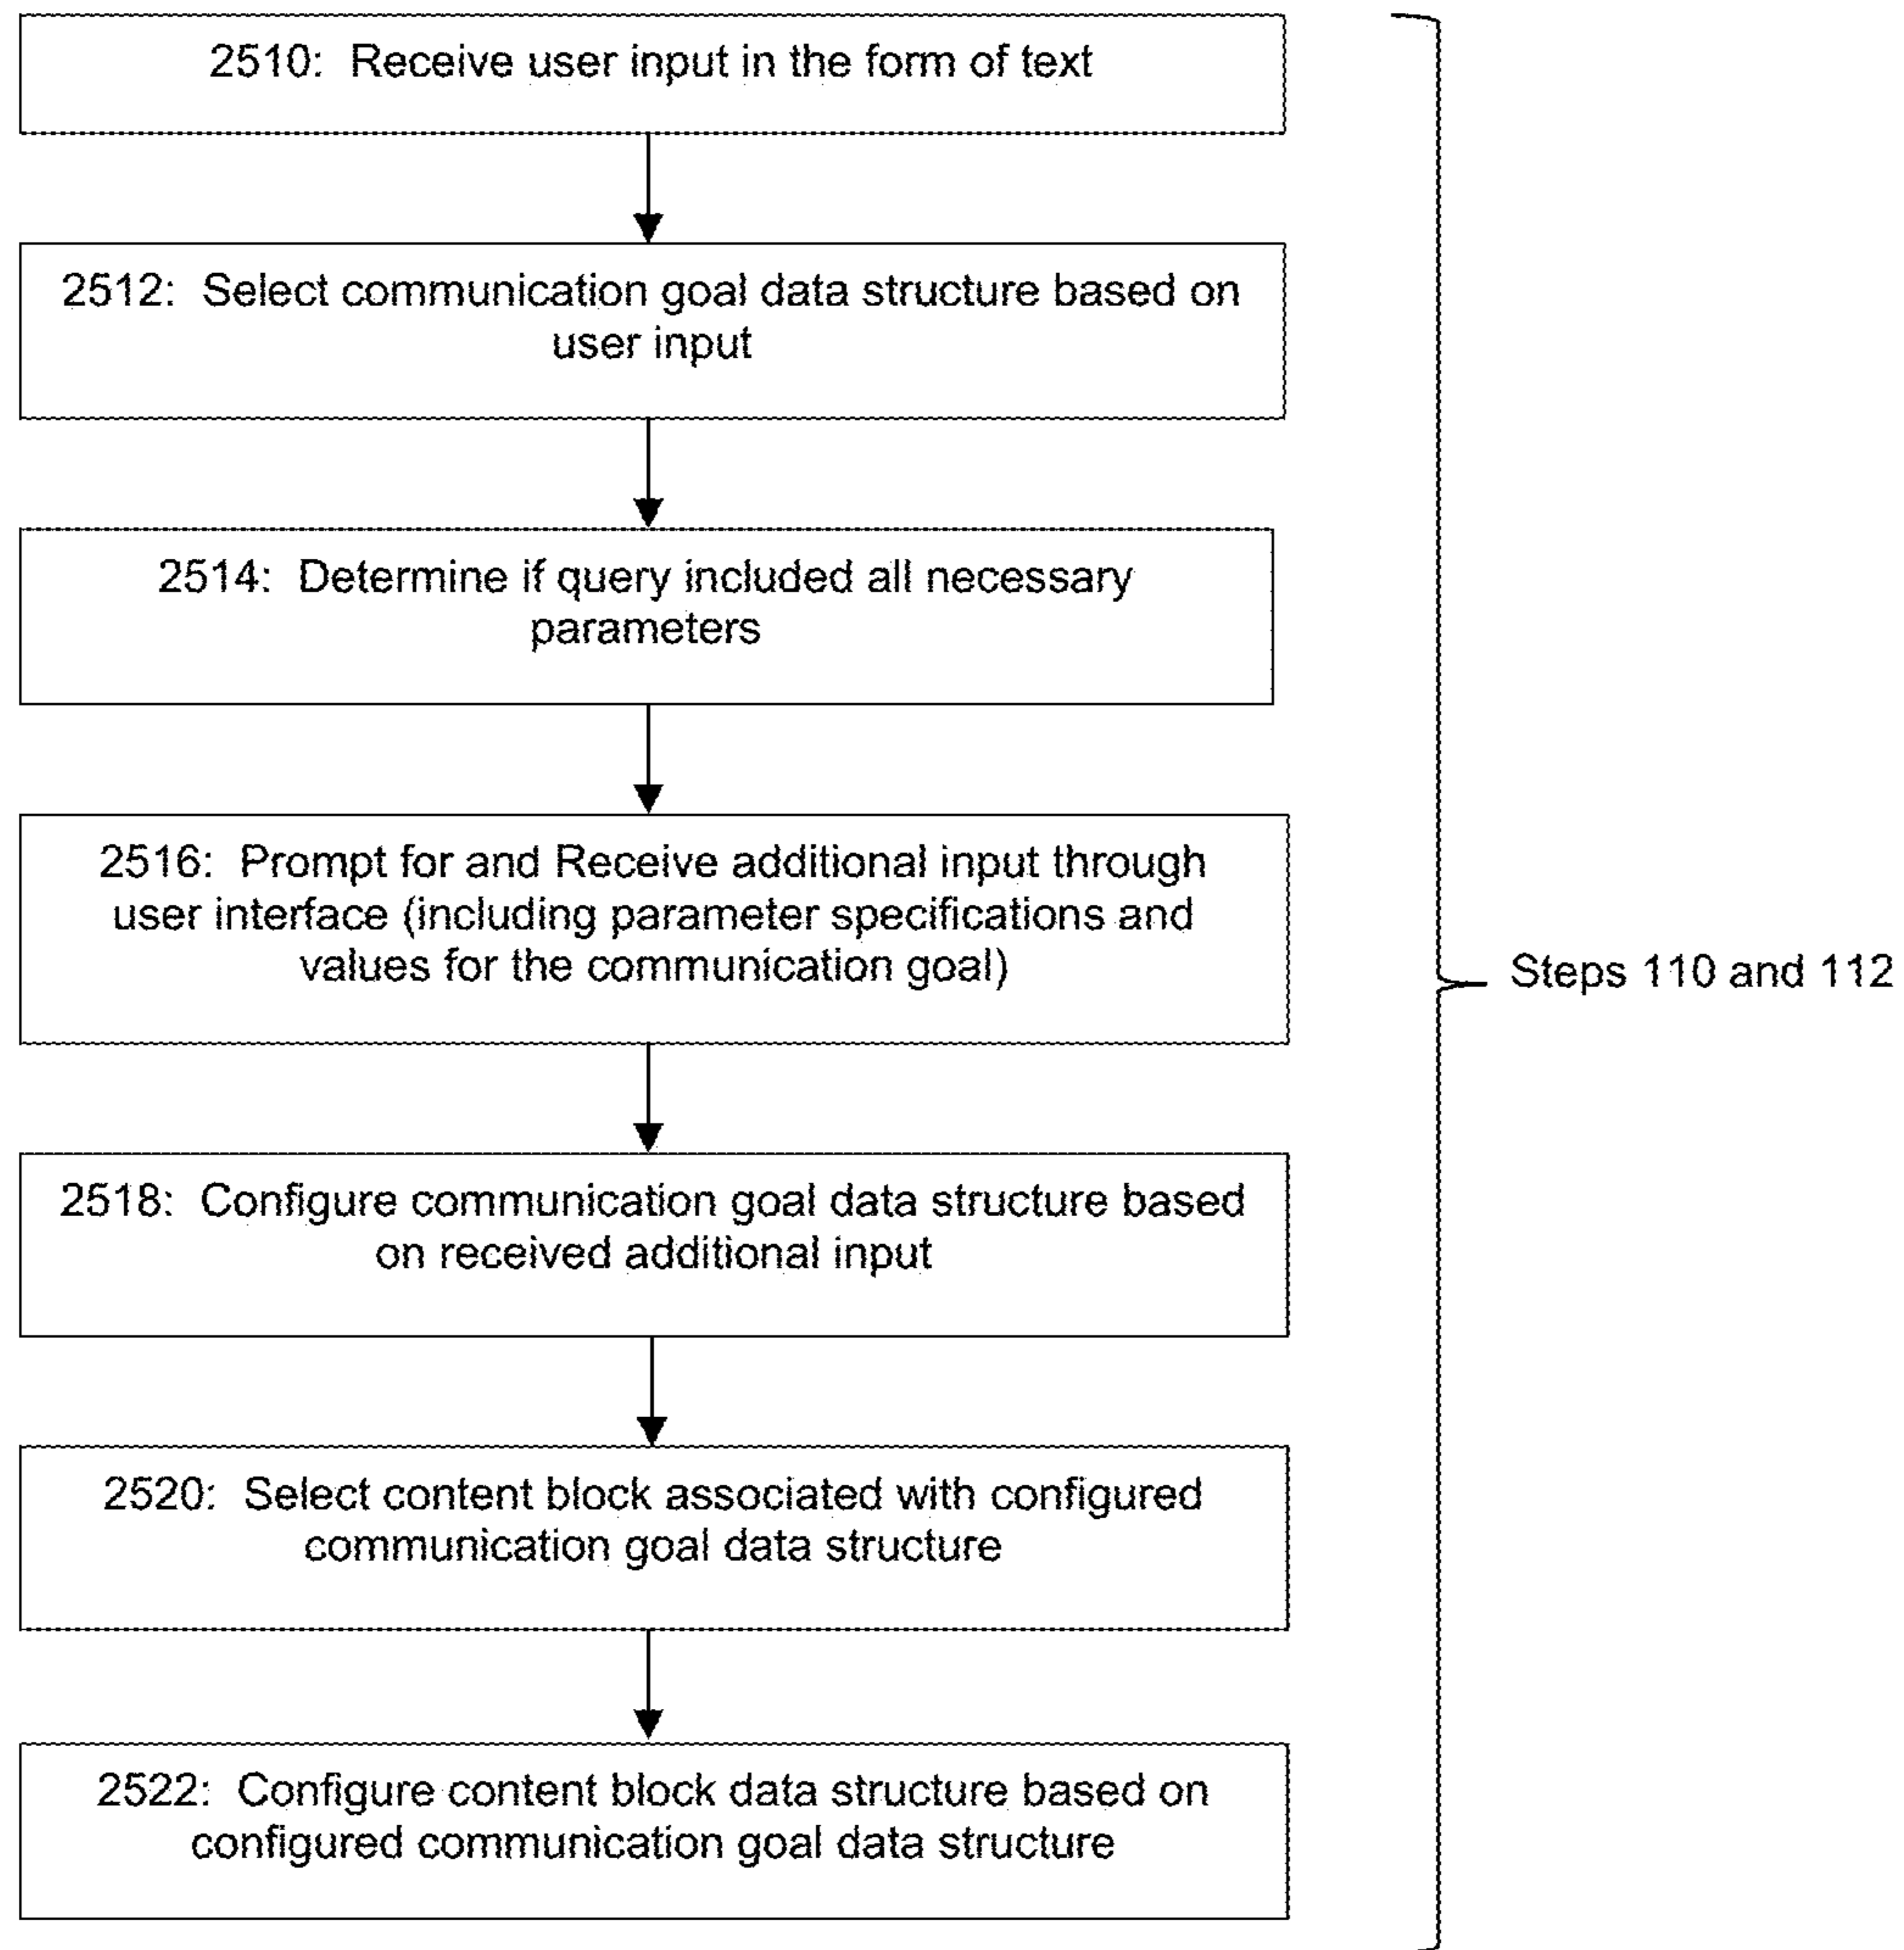 2510: Receive user input in the form of text
2512: Select communication goal data structure based on
user input
2514: Determine if query included all necessary
parameters
2516: Prompt for and Receive additional input through
user interface (including parameter specifications and
values for the communication goal)
Steps 110 and 112
2518: Configure communication goal data structure based
on received additional input
2520: Select content block associated with configured
communication goal data structure
2522: Configure content block data structure based on
configured communication goal data structure